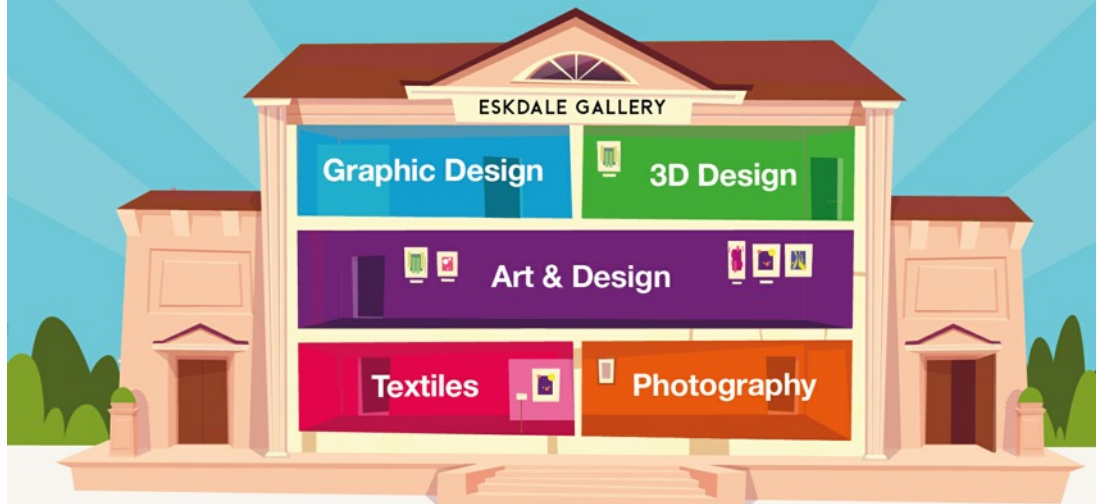 ESKDALE GALLERY
Graphic Design
3D Design
Art & Design
Textiles
Photography